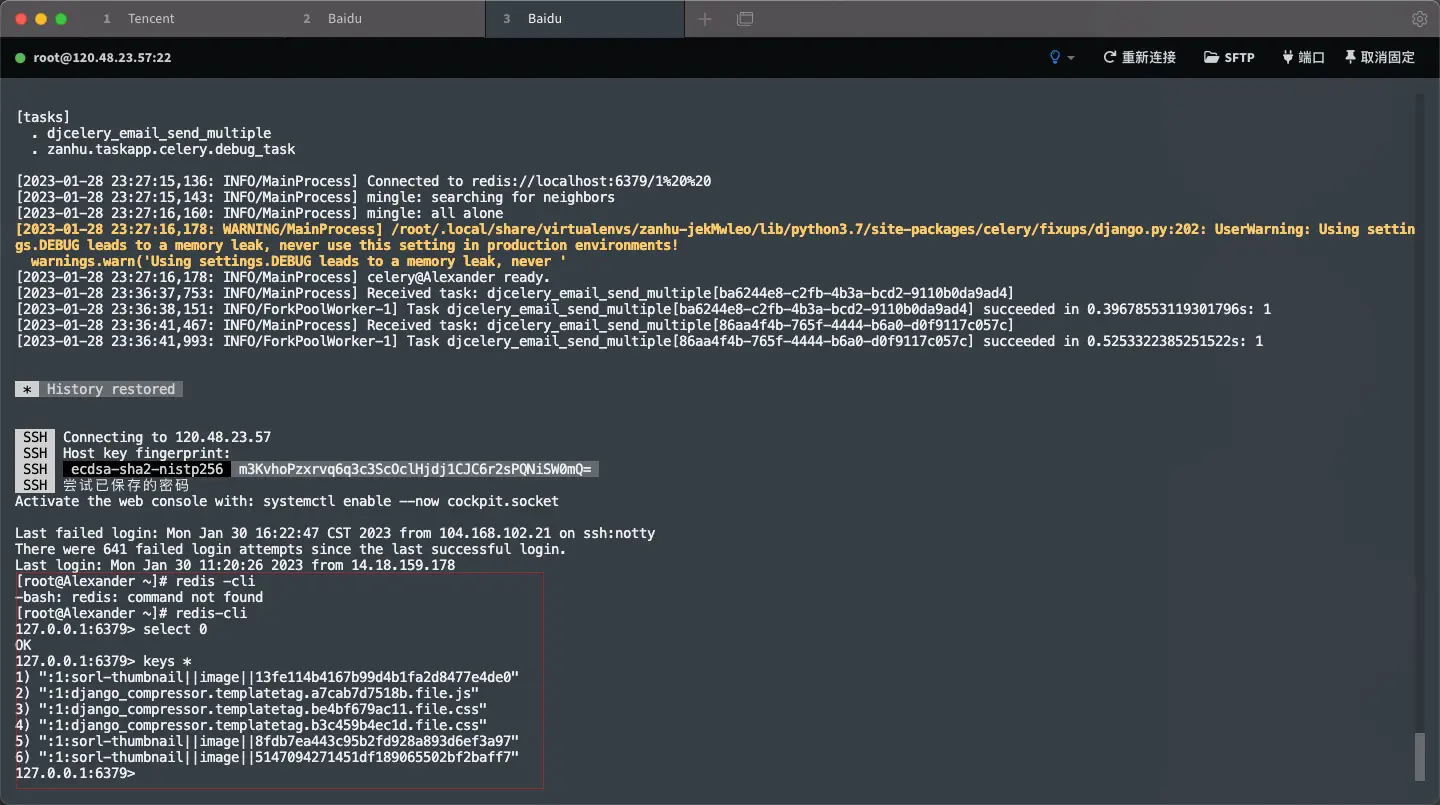 1 Tencent 2 Baidu 3 Baidu
root@120.48.23.57:22 重新连接 SFTP 端口 取消固定
[tasks]
. djcelery_email_send_multiple
. zanhu.taskapp.celery.debug_task
[2023-01-28 23:27:15,136: INFO/MainProcess] Connected to redis://localhost:6379/1%20%20
[2023-01-28 23:27:15,143: INFO/MainProcess] mingle: searching for neighbors
[2023-01-28 23:27:16,160: INFO/MainProcess] mingle: all alone
[2023-01-28 23:27:16,178: WARNING/MainProcess] /root/.local/share/virtualenvs/zanhu-jekMwleo/lib/python3.7/site-packages/celery/fixups/django.py:202: UserWarning: Using settin
gs.DEBUG leads to a memory leak, never use this setting in production environments!
warnings.warn('Using settings.DEBUG leads to a memory leak, never '
[2023-01-28 23:27:16,178: INFO/MainProcess] celery@Alexander ready.
[2023-01-28 23:36:37,753: INFO/MainProcess] Received task: djcelery_email_send_multiple[ba6244e8-c2fb-4b3a-bcd2-9110b0da9ad4]
[2023-01-28 23:36:38,151: INFO/ForkPoolWorker-1] Task djcelery_email_send_multiple[ba6244e8-c2fb-4b3a-bcd2-9110b0da9ad4] succeeded in 0.39678553119301796s: 1
[2023-01-28 23:36:41,467: INFO/MainProcess] Received task: djcelery_email_send_multiple[86aa4f4b-765f-4444-b6a0-d0f9117c057c]
[2023-01-28 23:36:41,993: INFO/ForkPoolWorker-1] Task djcelery_email_send_multiple[86aa4f4b-765f-4444-b6a0-d0f9117c057c] succeeded in 0.5253322385251522s: 1
* History restored
SSH Connecting to 120.48.23.57
SSH Host key fingerprint:
SSH ecdsa-sha2-nistp256 m3KvhoPzxrvq6q3c3ScOclHjdj1CJC6r2sPQNiSW0mQ=
SSH 尝试已保存的密码
Activate the web console with: systemctl enable --now cockpit.socket
Last failed login: Mon Jan 30 16:22:47 CST 2023 from 104.168.102.21 on ssh:notty
There were 641 failed login attempts since the last successful login.
Last login: Mon Jan 30 11:20:26 2023 from 14.18.159.178
[root@Alexander ~]# redis -cli
-bash: redis: command not found
[root@Alexander ~]# redis-cli
127.0.0.1:6379> select 0
OK
127.0.0.1:6379> keys *
1) ":1:sorl-thumbnail||image||13fe114b4167b99d4b1fa2d8477e4de0"
2) ":1:django_compressor.templatetag.a7cab7d7518b.file.js"
3) ":1:django_compressor.templatetag.be4bf679ac11.file.css"
4) ":1:django_compressor.templatetag.b3c459b4ec1d.file.css"
5) ":1:sorl-thumbnail||image||8fdb7ea443c95b2fd928a893d6ef3a97"
6) ":1:sorl-thumbnail||image||5147094271451df189065502bf2baff7"
127.0.0.1:6379>